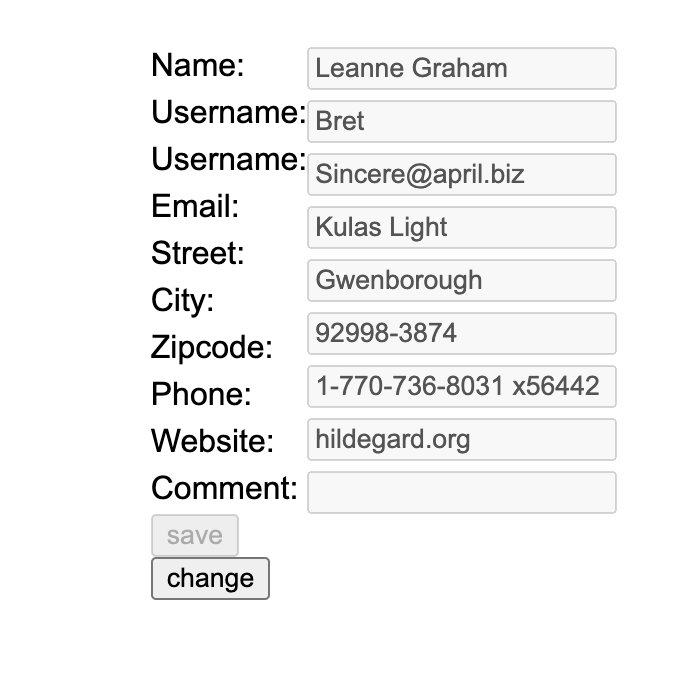 Name: Leanne Graham
Username: Bret
Username: Sincere@april.biz
Email: Kulas Light
Street: Gwenborough
City: 92998-3874
Zipcode: 1-770-736-8031 x56442
Phone: hildegard.org
Website:
Comment:
save
change